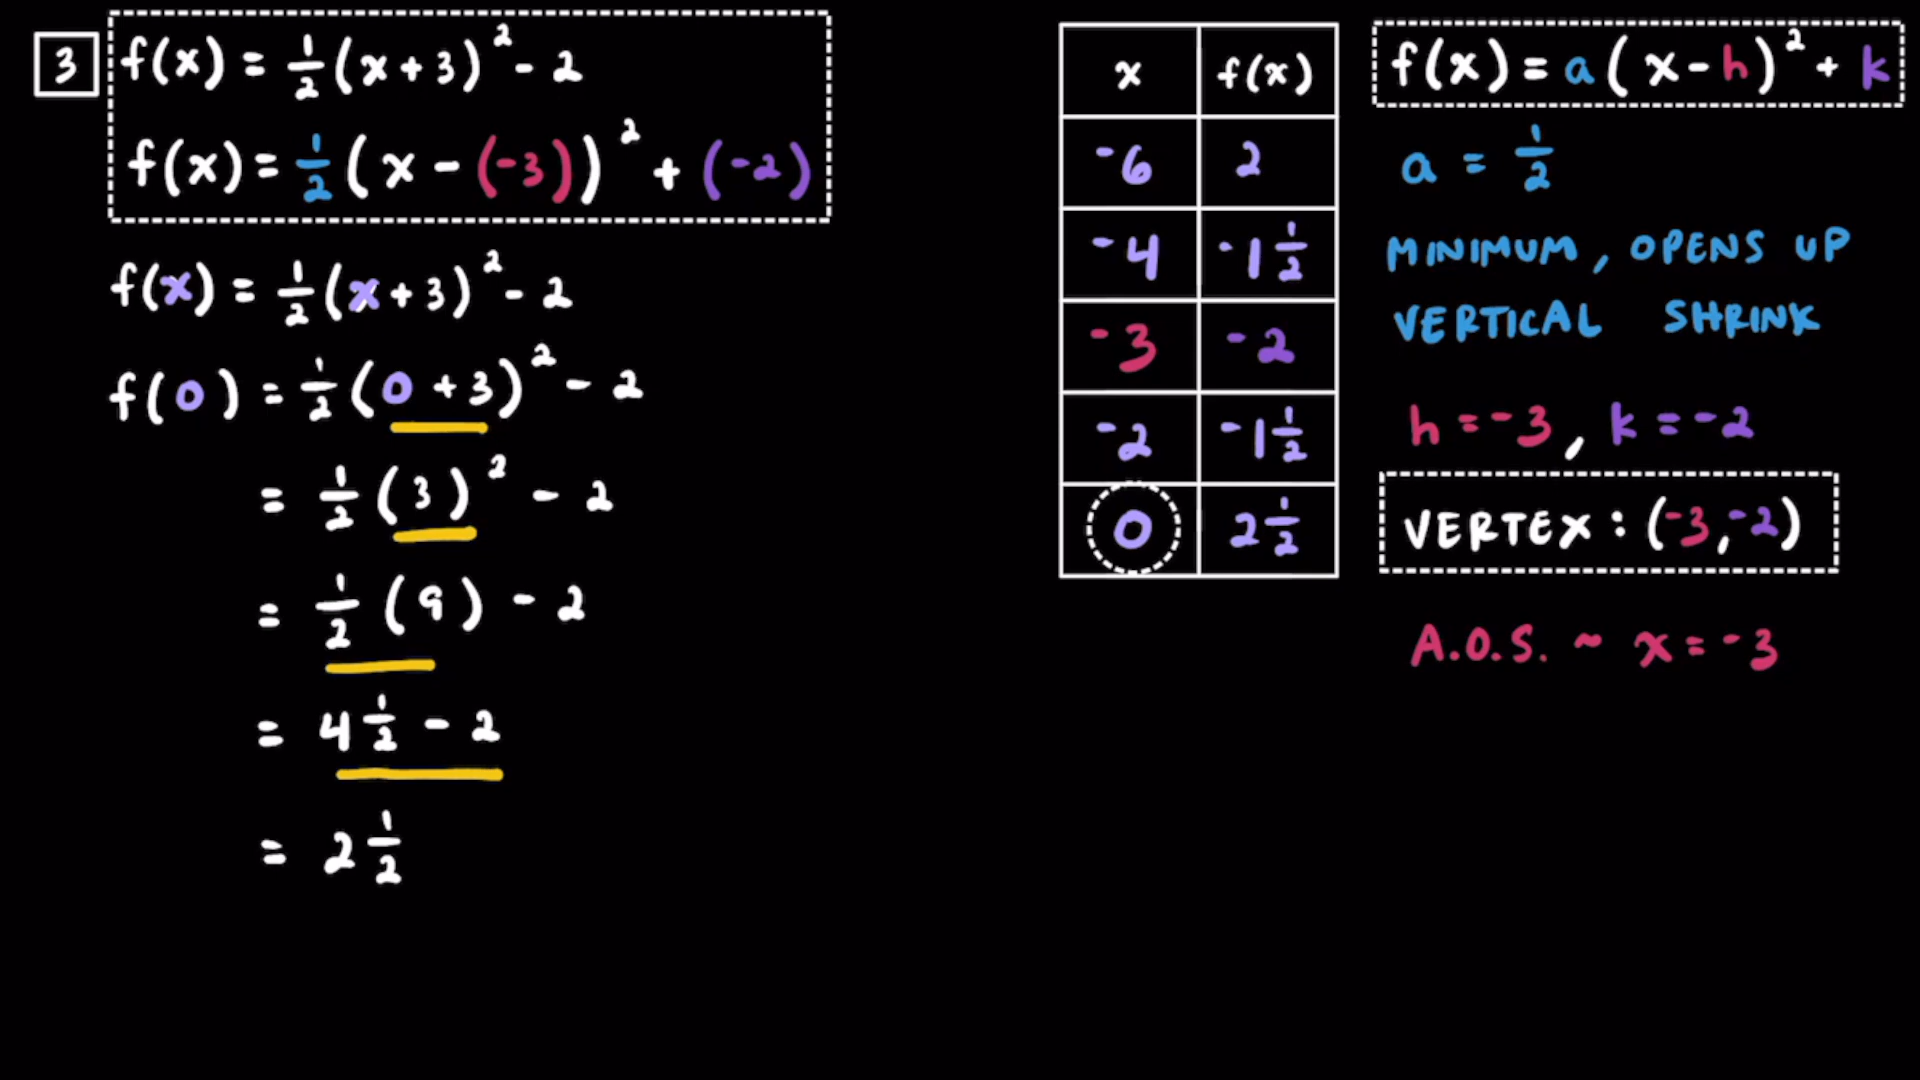 3
f(x) = 1/2 (x + 3)² - 2
f(x) = 1/2 (x - (-3))² + (-2)
f(x) = 1/2 (x + 3)² - 2
f(0) = 1/2 (0 + 3)² - 2
= 1/2 (3)² - 2
= 1/2 (9) - 2
= 4 1/2 - 2
= 2 1/2
x f(x)
-6 2
-4 -1 1/2
-3 -2
-2 -1 1/2
0 2 1/2
f(x) = a (x - h)² + k
a = 1/2
MINIMUM, OPENS UP
VERTICAL SHRINK
h = -3, k = -2
VERTEX : (-3, -2)
A.O.S. ~ x = -3